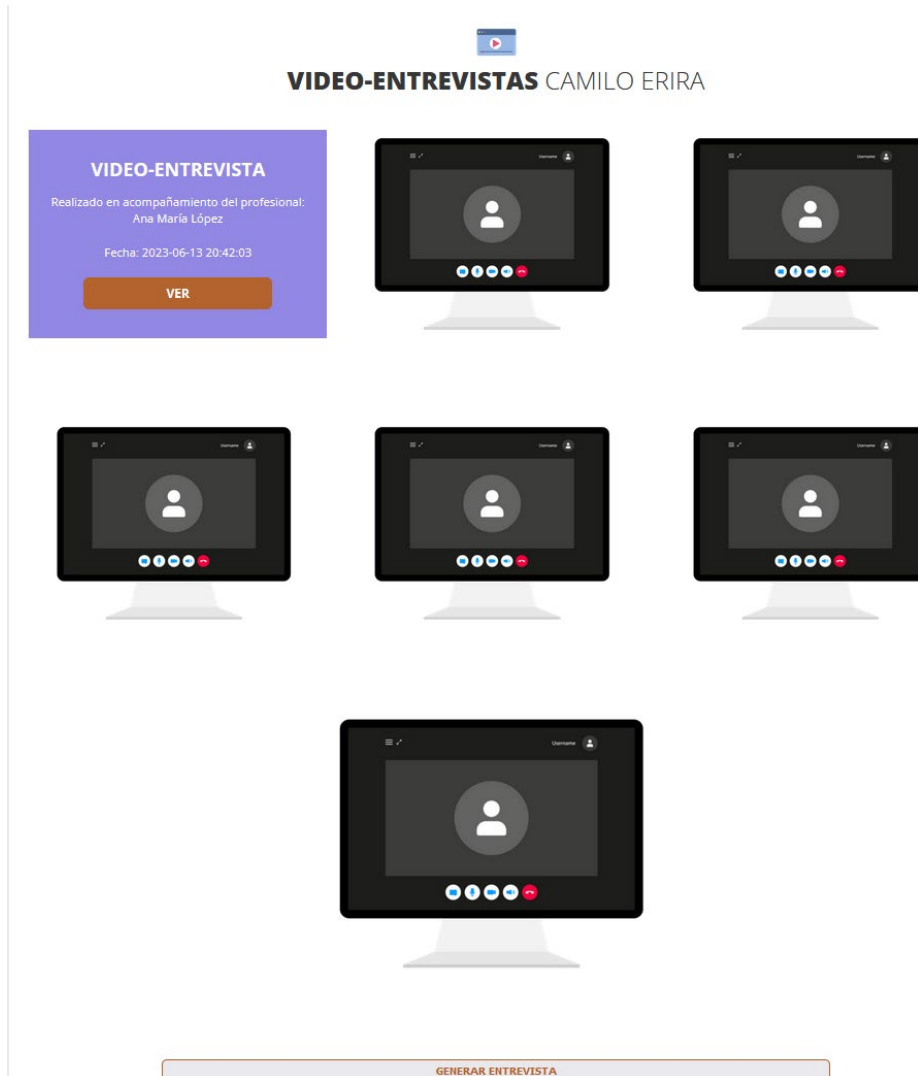 VIDEO-ENTREVISTAS CAMILO ERIRA
VIDEO-ENTREVISTA
Realizado en acompañamiento del profesional:
Ana María López
Fecha: 2023-06-13 20:42:03
VER
Username
Username
Username
Username
Username
Username
GENERAR ENTREVISTA